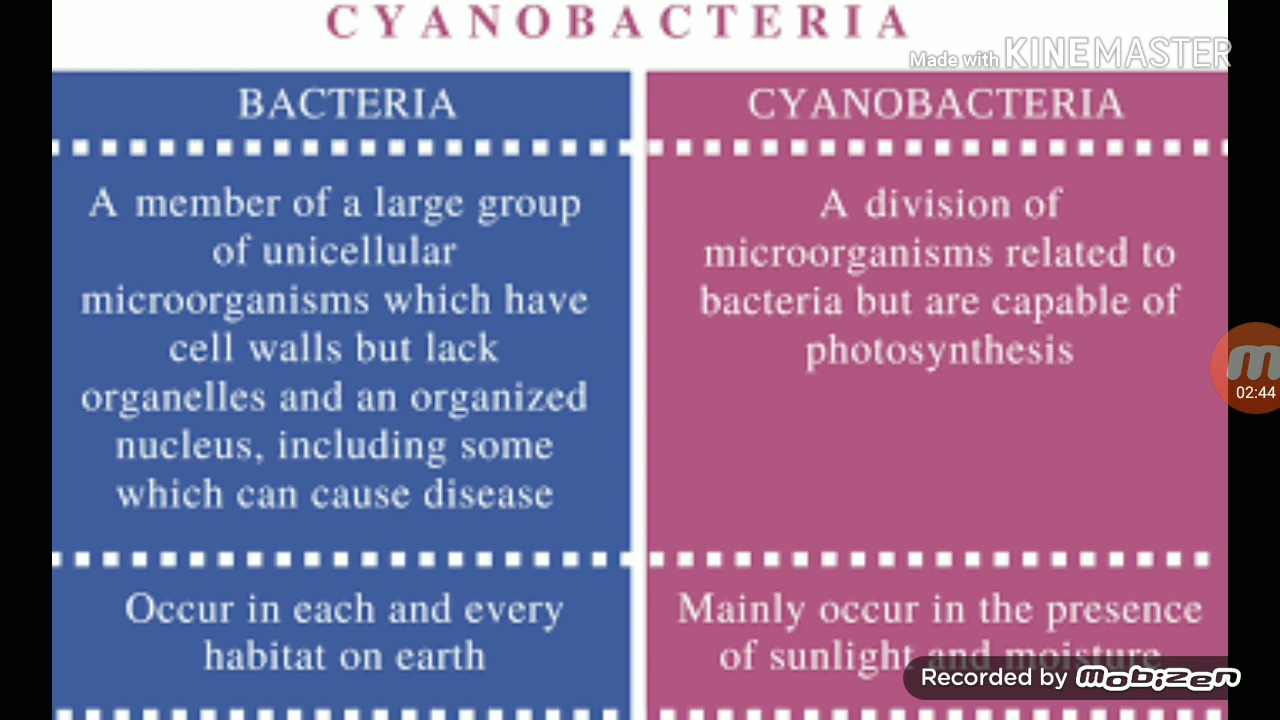 CYANOBACTERIA
Made with KINEMASTER
BACTERIA
CYANOBACTERIA
A member of a large group
of unicellular
microorganisms which have
cell walls but lack
organelles and an organized
nucleus, including some
which can cause disease
A division of
microorganisms related to
bacteria but are capable of
photosynthesis
02:44
Occur in each and every
habitat on earth
Mainly occur in the presence
of sunlight and moisture
Recorded by mobizen